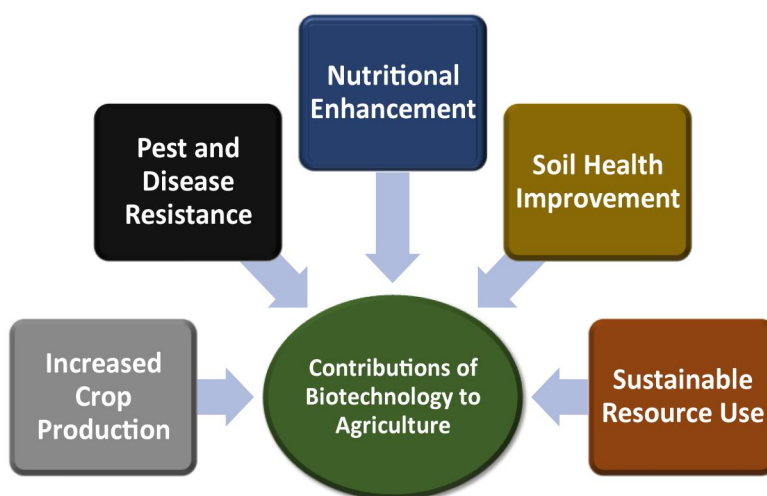 Nutritional
Enhancement
Pest and
Disease
Resistance
Soil Health
Improvement
Increased
Crop
Production
Contributions of
Biotechnology to
Agriculture
Sustainable
Resource Use